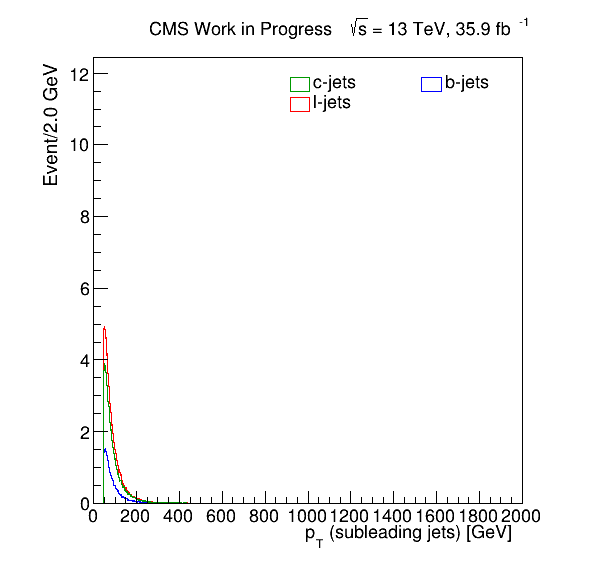 CMS Work in Progress √s = 13 TeV, 35.9 fb -1
Event/2.0 GeV
12
10
8
6
4
2
0
c-jets
b-jets
l-jets
0 200 400 600 800 1000 1200 1400 1600 1800 2000
pT (subleading jets) [GeV]